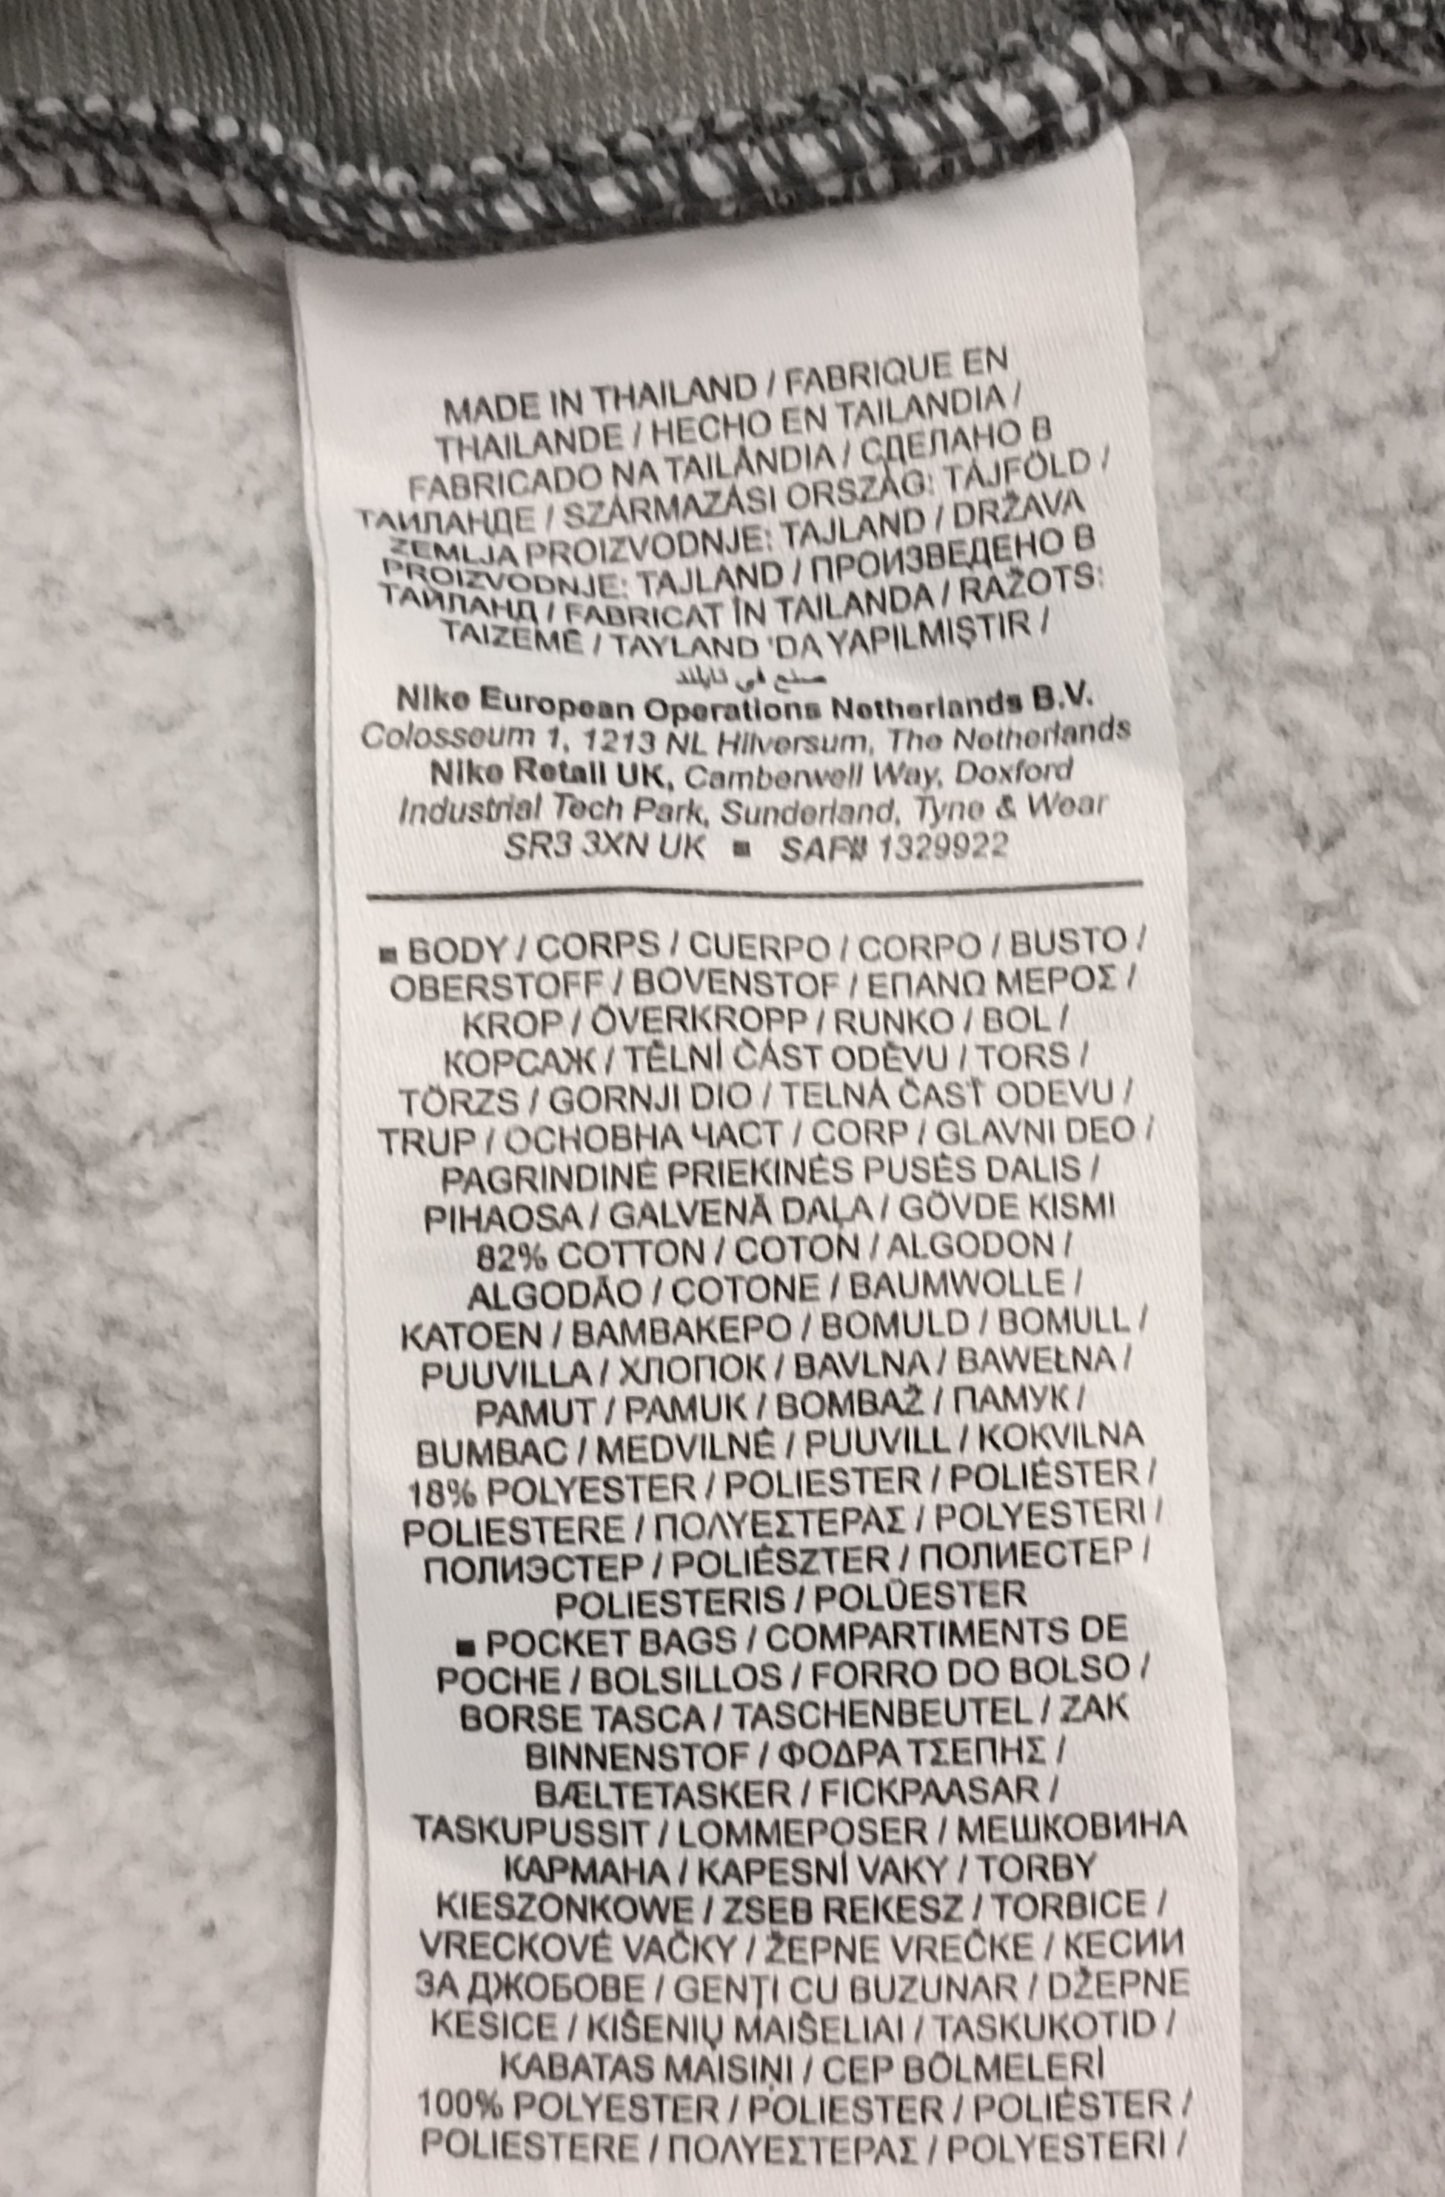 MADE IN THAILAND / FABRIQUE EN
THAILANDE / HECHO EN TAILANDIA /
FABRICADO NA TAILÂNDIA / СДЕЛАНО В
ТАИЛАНДЕ / SZÁRMAZÁSI ORSZÁG: TÁJFÖLD /
ZEMLJA PROIZVODNJE: TAJLAND / DRŽAVA
PROIZVODNJE: TAJLAND / ПРОИЗВЕДЕНО В
ТАЙЛАНД / FABRICAT ÎN TAILANDA / RAŽOTS:
TAIZEMĒ / TAYLAND 'DA YAPILMIŞTIR /
صنع في تايلند
Nike European Operations Netherlands B.V.
Colosseum 1, 1213 NL Hilversum, The Netherlands
Nike Retail UK, Camberwell Way, Doxford
Industrial Tech Park, Sunderland, Tyne & Wear
SR3 3XN UK ■ SAF# 1329922
■ BODY / CORPS / CUERPO / CORPO / BUSTO /
OBERSTOFF / BOVENSTOF / ΕΠΑΝΩ ΜΕΡΟΣ /
KROP / ÖVERKROPP / RUNKO / BOL /
КОРСАЖ / TĚLNÍ ČÁST ODĚVU / TORS /
TÖRZS / GORNJI DIO / TELNÁ ČASŤ ODEVU /
TRUP / ОСНОВНА ЧАСТ / CORP / GLAVNI DEO /
PAGRINDINĖ PRIEKINĖS PUSĖS DALIS /
PIHAOSA / GALVENĀ DAĻA / GÖVDE KISMI
82% COTTON / COTON / ALGODON /
ALGODÃO / COTONE / BAUMWOLLE /
KATOEN / ΒΑΜΒΑΚΕΡΟ / BOMULD / BOMULL /
PUUVILLA / ХЛОПОК / BAVLNA / BAWEŁNA /
PAMUT / PAMUK / BOMBAŽ / ПАМУК /
BUMBAC / MEDVILNĖ / PUUVILL / KOKVILNA
18% POLYESTER / POLIESTER / POLIÉSTER /
POLIESTERE / ΠΟΛΥΕΣΤΕΡΑΣ / POLYESTERI /
ПОЛИЭСТЕР / POLIÉSZTER / ПОЛИЕСТЕР /
POLIESTERIS / POLÜESTER
■ POCKET BAGS / COMPARTIMENTS DE
POCHE / BOLSILLOS / FORRO DO BOLSO /
BORSE TASCA / TASCHENBEUTEL / ZAK
BINNENSTOF / ΦΟΔΡΑ ΤΣΕΠΗΣ /
BÆLTETASKER / FICKPAASAR /
TASKUPUSSIT / LOMMEPOSER / МЕШКОВИНА
КАРМАНА / KAPESNÍ VAKY / TORBY
KIESZONKOWE / ZSEB REKESZ / TORBICE /
VRECKOVÉ VAČKY / ŽEPNE VREČKE / КЕСИИ
ЗА ДЖОБОВЕ / GENȚI CU BUZUNAR / DŽEPNE
KESICE / KIŠENIŲ MAIŠELIAI / TASKUKOTID /
KABATAS MAISIŅI / CEP BÖLMELERİ
100% POLYESTER / POLIESTER / POLIÉSTER /
POLIESTERE / ΠΟΛΥΕΣΤΕΡΑΣ / POLYESTERI /